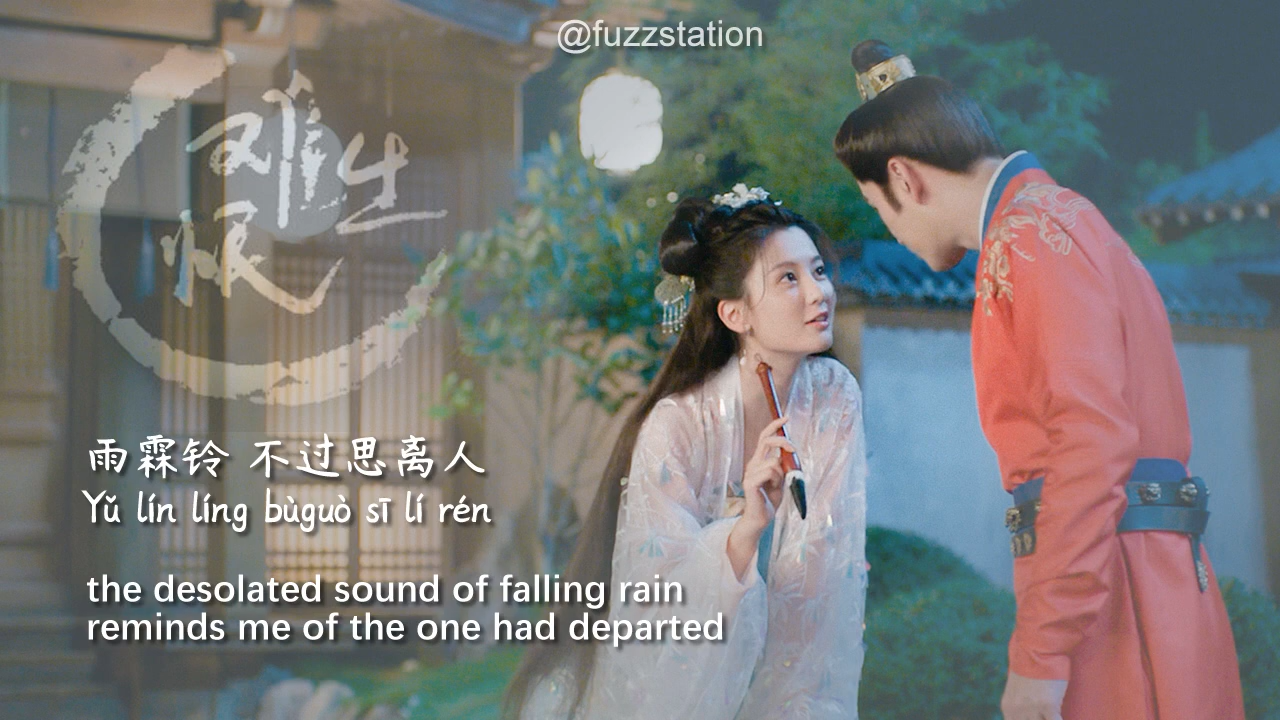 @fuzzstation
难生恨
雨霖铃 不过思离人
Yǔ lín líng bùguò sī lí rén
the desolated sound of falling rain
reminds me of the one had departed